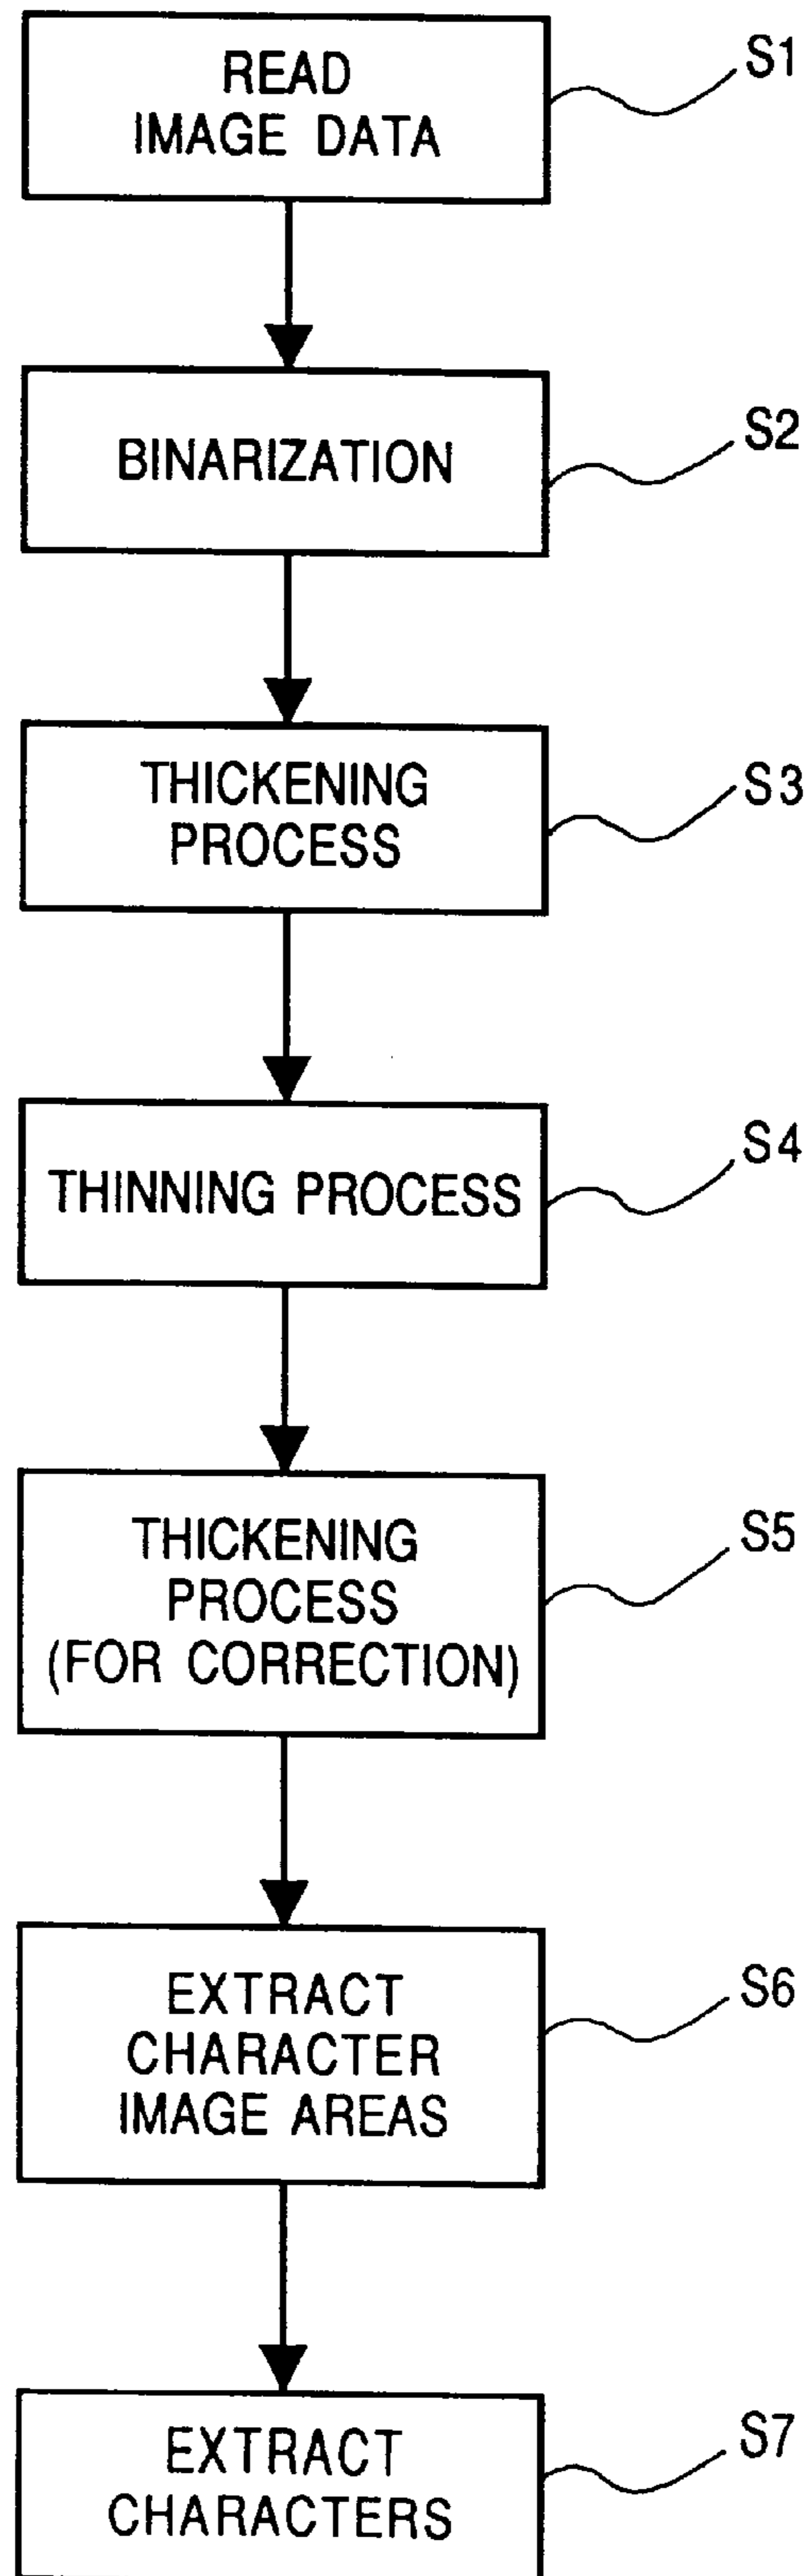 READ
IMAGE DATA
S1
BINARIZATION
S2
THICKENING
PROCESS
S3
THINNING PROCESS
S4
THICKENING
PROCESS
(FOR CORRECTION)
S5
EXTRACT
CHARACTER
IMAGE AREAS
S6
EXTRACT
CHARACTERS
S7